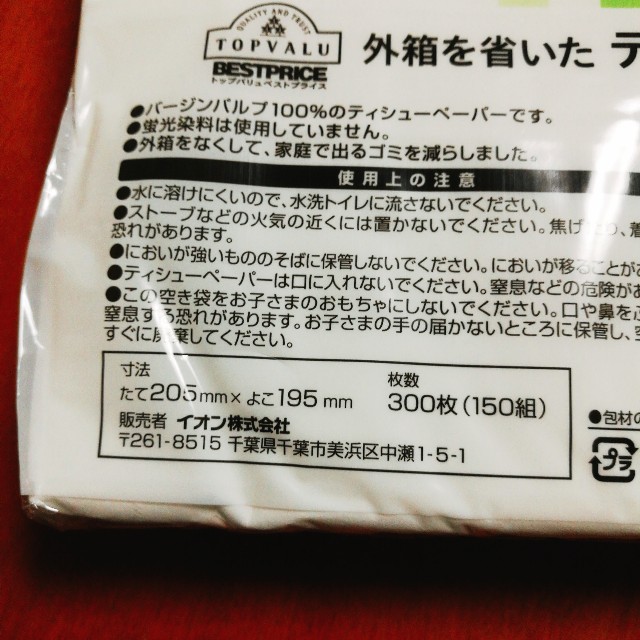 QUALITY AND TRUST
TOPVALU
BESTPRICE
トップバリュベストプライス
外箱を省いた テ
●バージンパルプ100%のティシューペーパーです。
●蛍光染料は使用していません。
●外箱をなくして、家庭で出るゴミを減らしました。
使用上の注意
●水に溶けにくいので、水洗トイレに流さないでください。
●ストーブなどの火気の近くには置かないでください。焦げたり、着
恐れがあります。
●においが強いもののそばに保管しないでください。においが移ることがあ
●ティシューペーパーは口に入れないでください。窒息などの危険があ
●この空き袋をお子さまのおもちゃにしないでください。口や鼻をふ
窒息する恐れがあります。お子さまの手の届かないところに保管し、空
すぐに廃棄してください。
寸法 枚数
たて205mm×よこ195mm 300枚(150組)
販売者 イオン株式会社
〒261-8515 千葉県千葉市美浜区中瀬1-5-1
●包材の
プラ